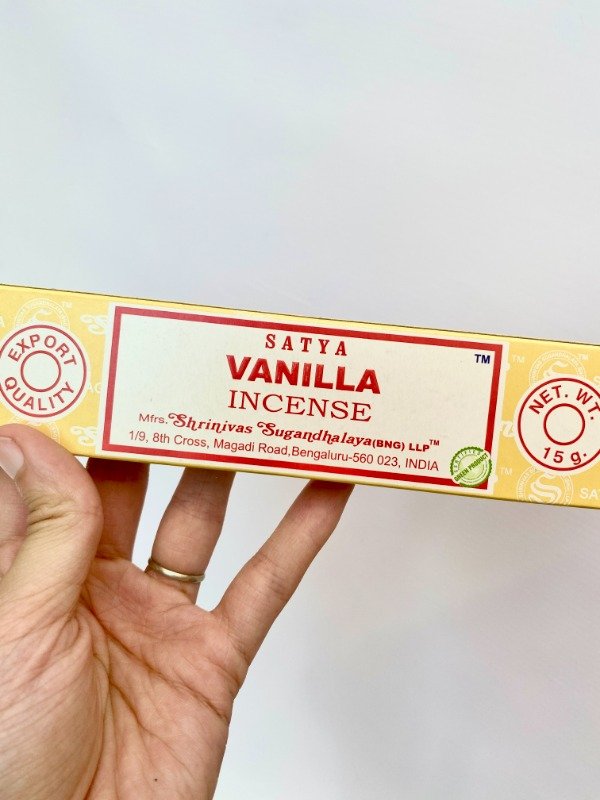 EXPORT
QUALITY
SATYA
VANILLA
INCENSE
TM
Mfrs. Shrinivas Sugandhalaya(BNG) LLP™
1/9, 8th Cross, Magadi Road,Bengaluru-560 023, INDIA
NET. WT.
15 g.